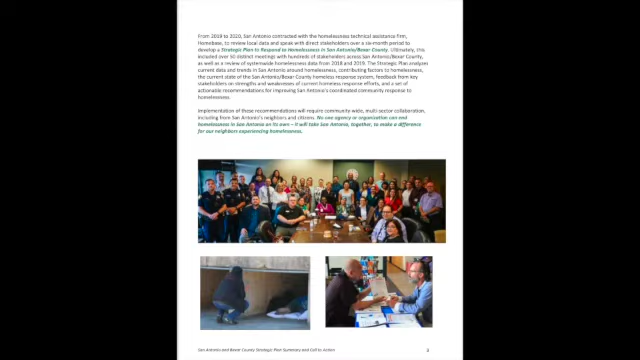 From 2019 to 2020, San Antonio contracted with the homelessness technical assistance firm,
Homebase, to review local data and speak with direct stakeholders over a six-month period to
develop a Strategic Plan to Respond to Homelessness in San Antonio/Bexar County. Ultimately, this
included over 50 distinct meetings with hundreds of stakeholders across San Antonio/Bexar County,
as well as a review of systemwide homelessness data from 2018 and 2019. The Strategic Plan analyzes
current data and trends in San Antonio around homelessness, contributing factors to homelessness,
the current state of the San Antonio/Bexar County homeless response system, feedback from key
stakeholders on strengths and weaknesses of current homeless response efforts, and a set of
actionable recommendations for improving San Antonio's coordinated community response to
homelessness.
Implementation of these recommendations will require community-wide, multi-sector collaboration,
including from San Antonio's neighbors and citizens. No one agency or organization can end
homelessness in San Antonio on its own – it will take San Antonio, together, to make a difference
for our neighbors experiencing homelessness.
San Antonio and Bexar County Strategic Plan Summary and Call to Action